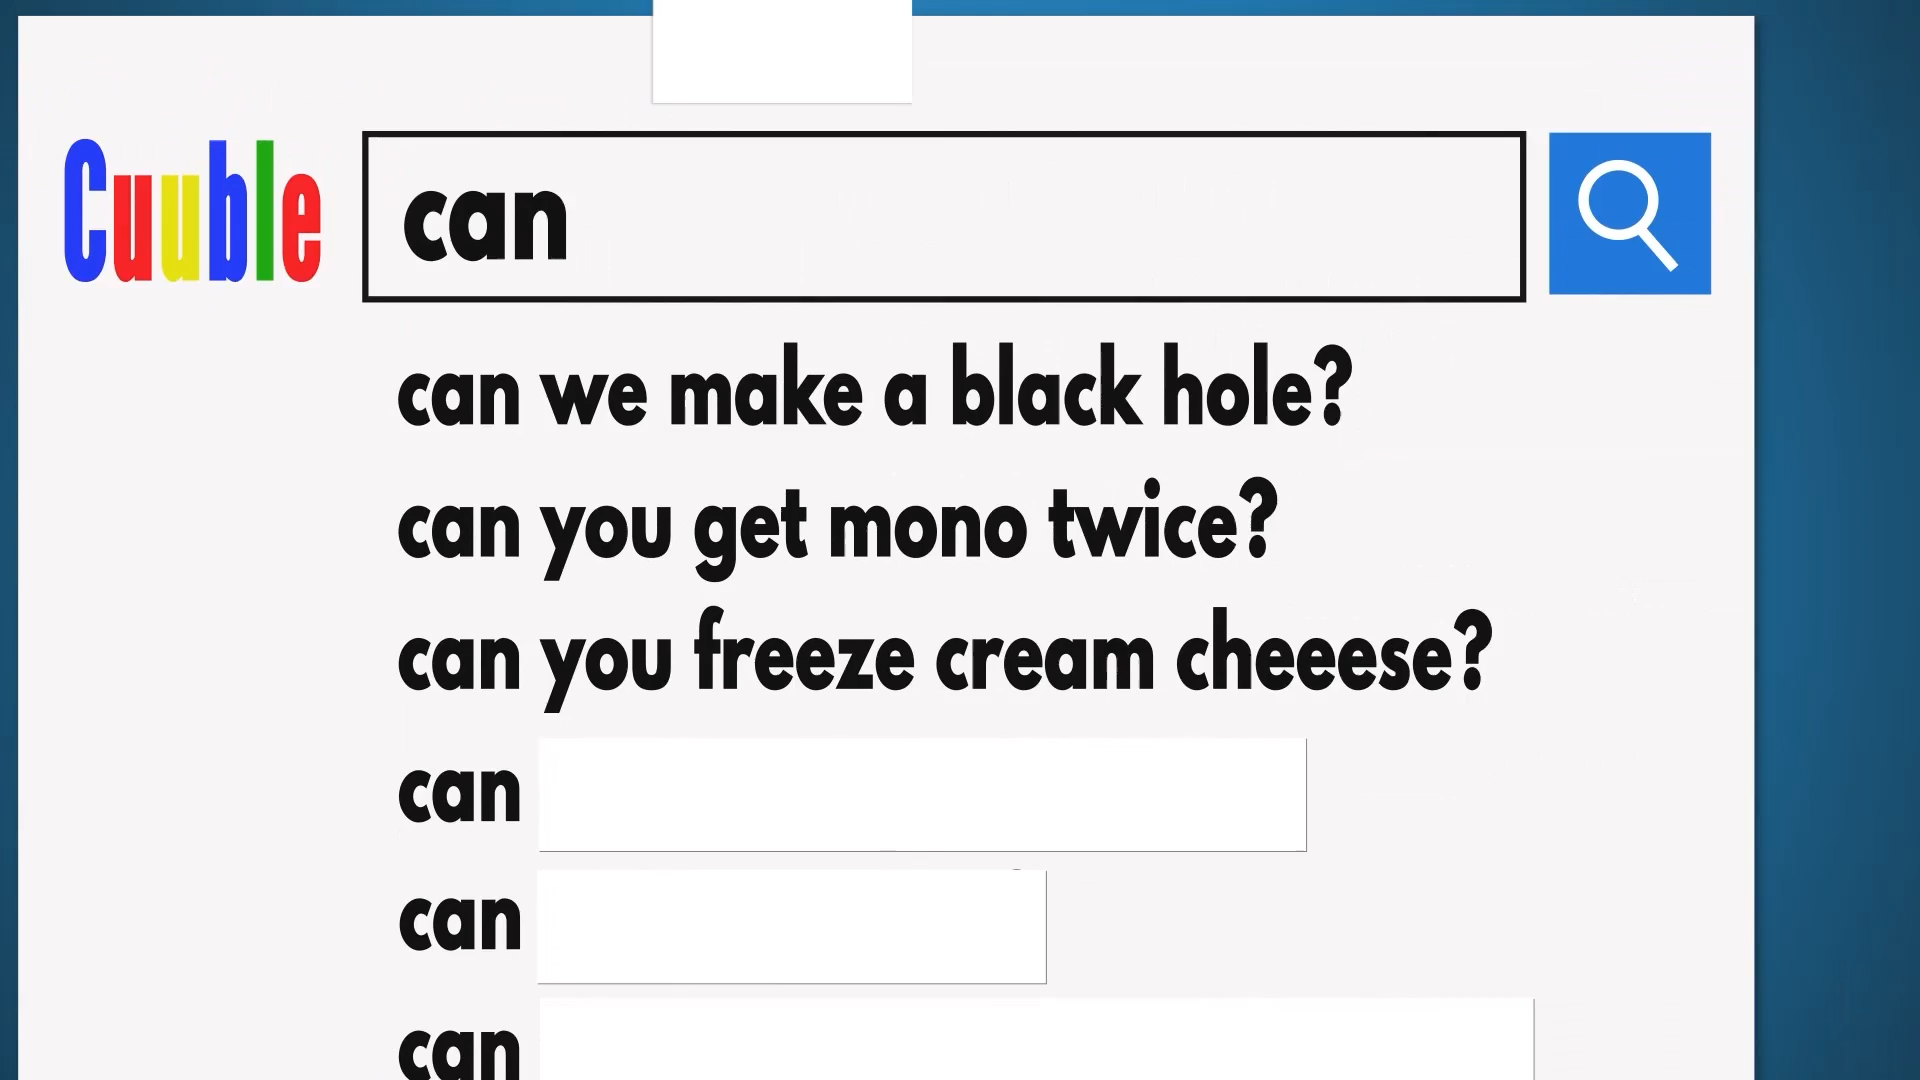 Cuuble can
can we make a black hole?
can you get mono twice?
can you freeze cream cheeese?
can
can
can